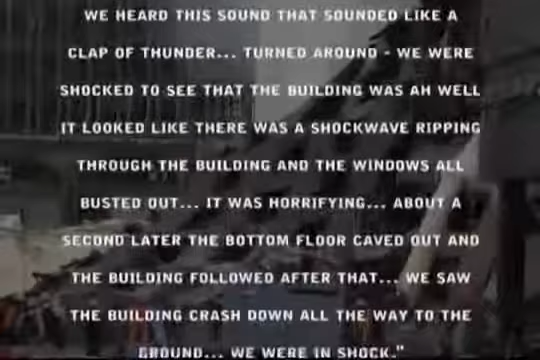 WE HEARD THIS SOUND THAT SOUNDED LIKE A
CLAP OF THUNDER... TURNED AROUND - WE WERE
SHOCKED TO SEE THAT THE BUILDING WAS AH WELL
IT LOOKED LIKE THERE WAS A SHOCKWAVE RIPPING
THROUGH THE BUILDING AND THE WINDOWS ALL
BUSTED OUT... IT WAS HORRIFYING... ABOUT A
SECOND LATER THE BOTTOM FLOOR CAVED OUT AND
THE BUILDING FOLLOWED AFTER THAT... WE SAW
THE BUILDING CRASH DOWN ALL THE WAY TO THE
GROUND... WE WERE IN SHOCK."